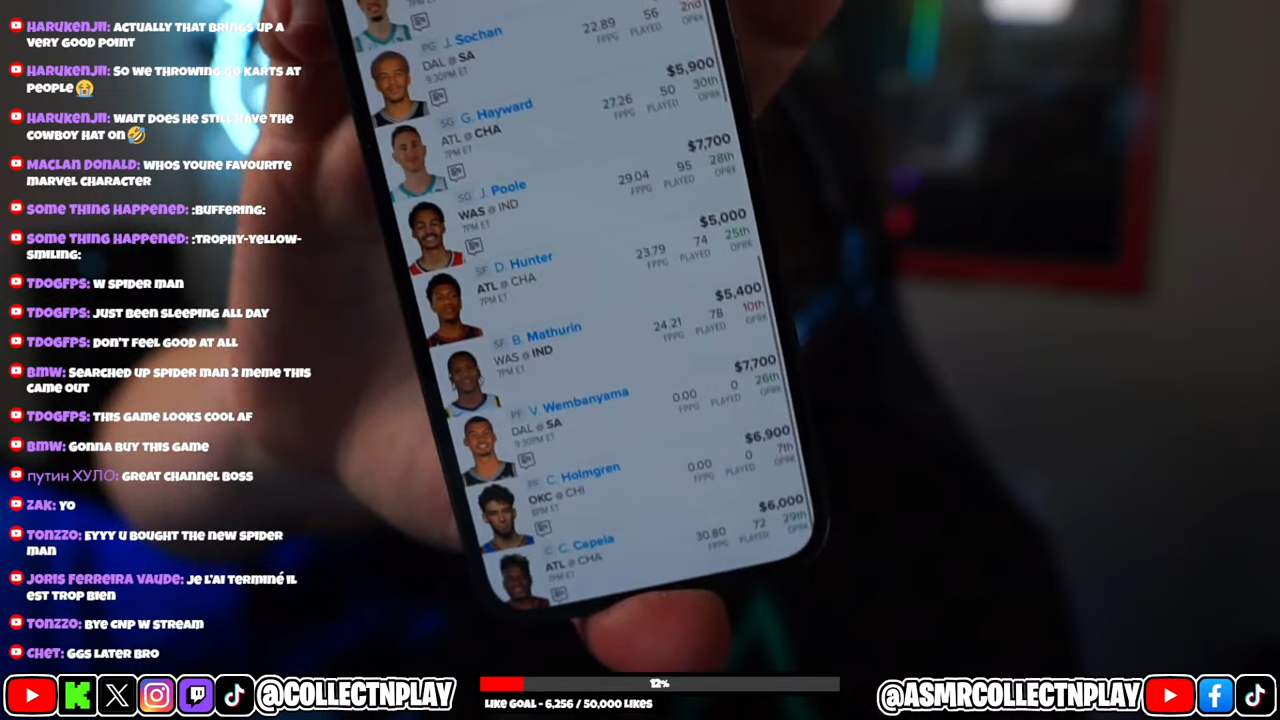 HARUKENJII: ACTUALLY THAT BRINGS UP A
VERY GOOD POINT
HARUKENJII: SO WE THROWING GO KARTS AT
PEOPLE 😭
HARUKENJII: WAIT DOES HE STILL HAVE THE
COWBOY HAT ON 🤣
MACLAN DONALD: WHOS YOURE FAVOURITE
MARVEL CHARACTER
SOME THING HAPPENED: :BUFFERING:
SOME THING HAPPENED: :TROPHY-YELLOW-
SMILING:
TDOGFPS: W SPIDER MAN
TDOGFPS: JUST BEEN SLEEPING ALL DAY
TDOGFPS: DON'T FEEL GOOD AT ALL
BMW: SEARCHED UP SPIDER MAN 2 MEME THIS
CAME OUT
TDOGFPS: THIS GAME LOOKS COOL AF
BMW: GONNA BUY THIS GAME
путин ХУЛО: GREAT CHANNEL BOSS
ZAK: YO
TONZZO: EYYY U BOUGHT THE NEW SPIDER
MAN
JORIS FERREIRA VAUDE: JE L'AI TERMINÉ IL
EST TROP BIEN
TONZZO: BYE CNP W STREAM
CHET: GGS LATER BRO
7PM ET
2nd
PG J. Sochan 22.89 56 OPRK
DAL @ SA FPPG PLAYED
9:30PM ET
$5,900
SG G. Hayward 27.26 50 30th
ATL @ CHA FPPG PLAYED OPRK
7PM ET
$7,700
SG J. Poole 29.04 95 28th
WAS @ IND FPPG PLAYED OPRK
7PM ET
$5,000
SF D. Hunter 23.79 74 25th
ATL @ CHA FPPG PLAYED OPRK
7PM ET
$5,400
SF B. Mathurin 24.21 78 10th
WAS @ IND FPPG PLAYED OPRK
7PM ET
$7,700
PF V. Wembanyama 0.00 0 26th
DAL @ SA FPPG PLAYED OPRK
9:30PM ET
$6,900
PF C. Holmgren 0.00 0 7th
OKC @ CHI FPPG PLAYED OPRK
8PM ET
$6,000
C C. Capela 30.80 72 29th
ATL @ CHA FPPG PLAYED OPRK
7PM ET
@COLLECTNPLAY
12%
LIKE GOAL - 6,256 / 50,000 LIKES
@ASMRCOLLECTNPLAY